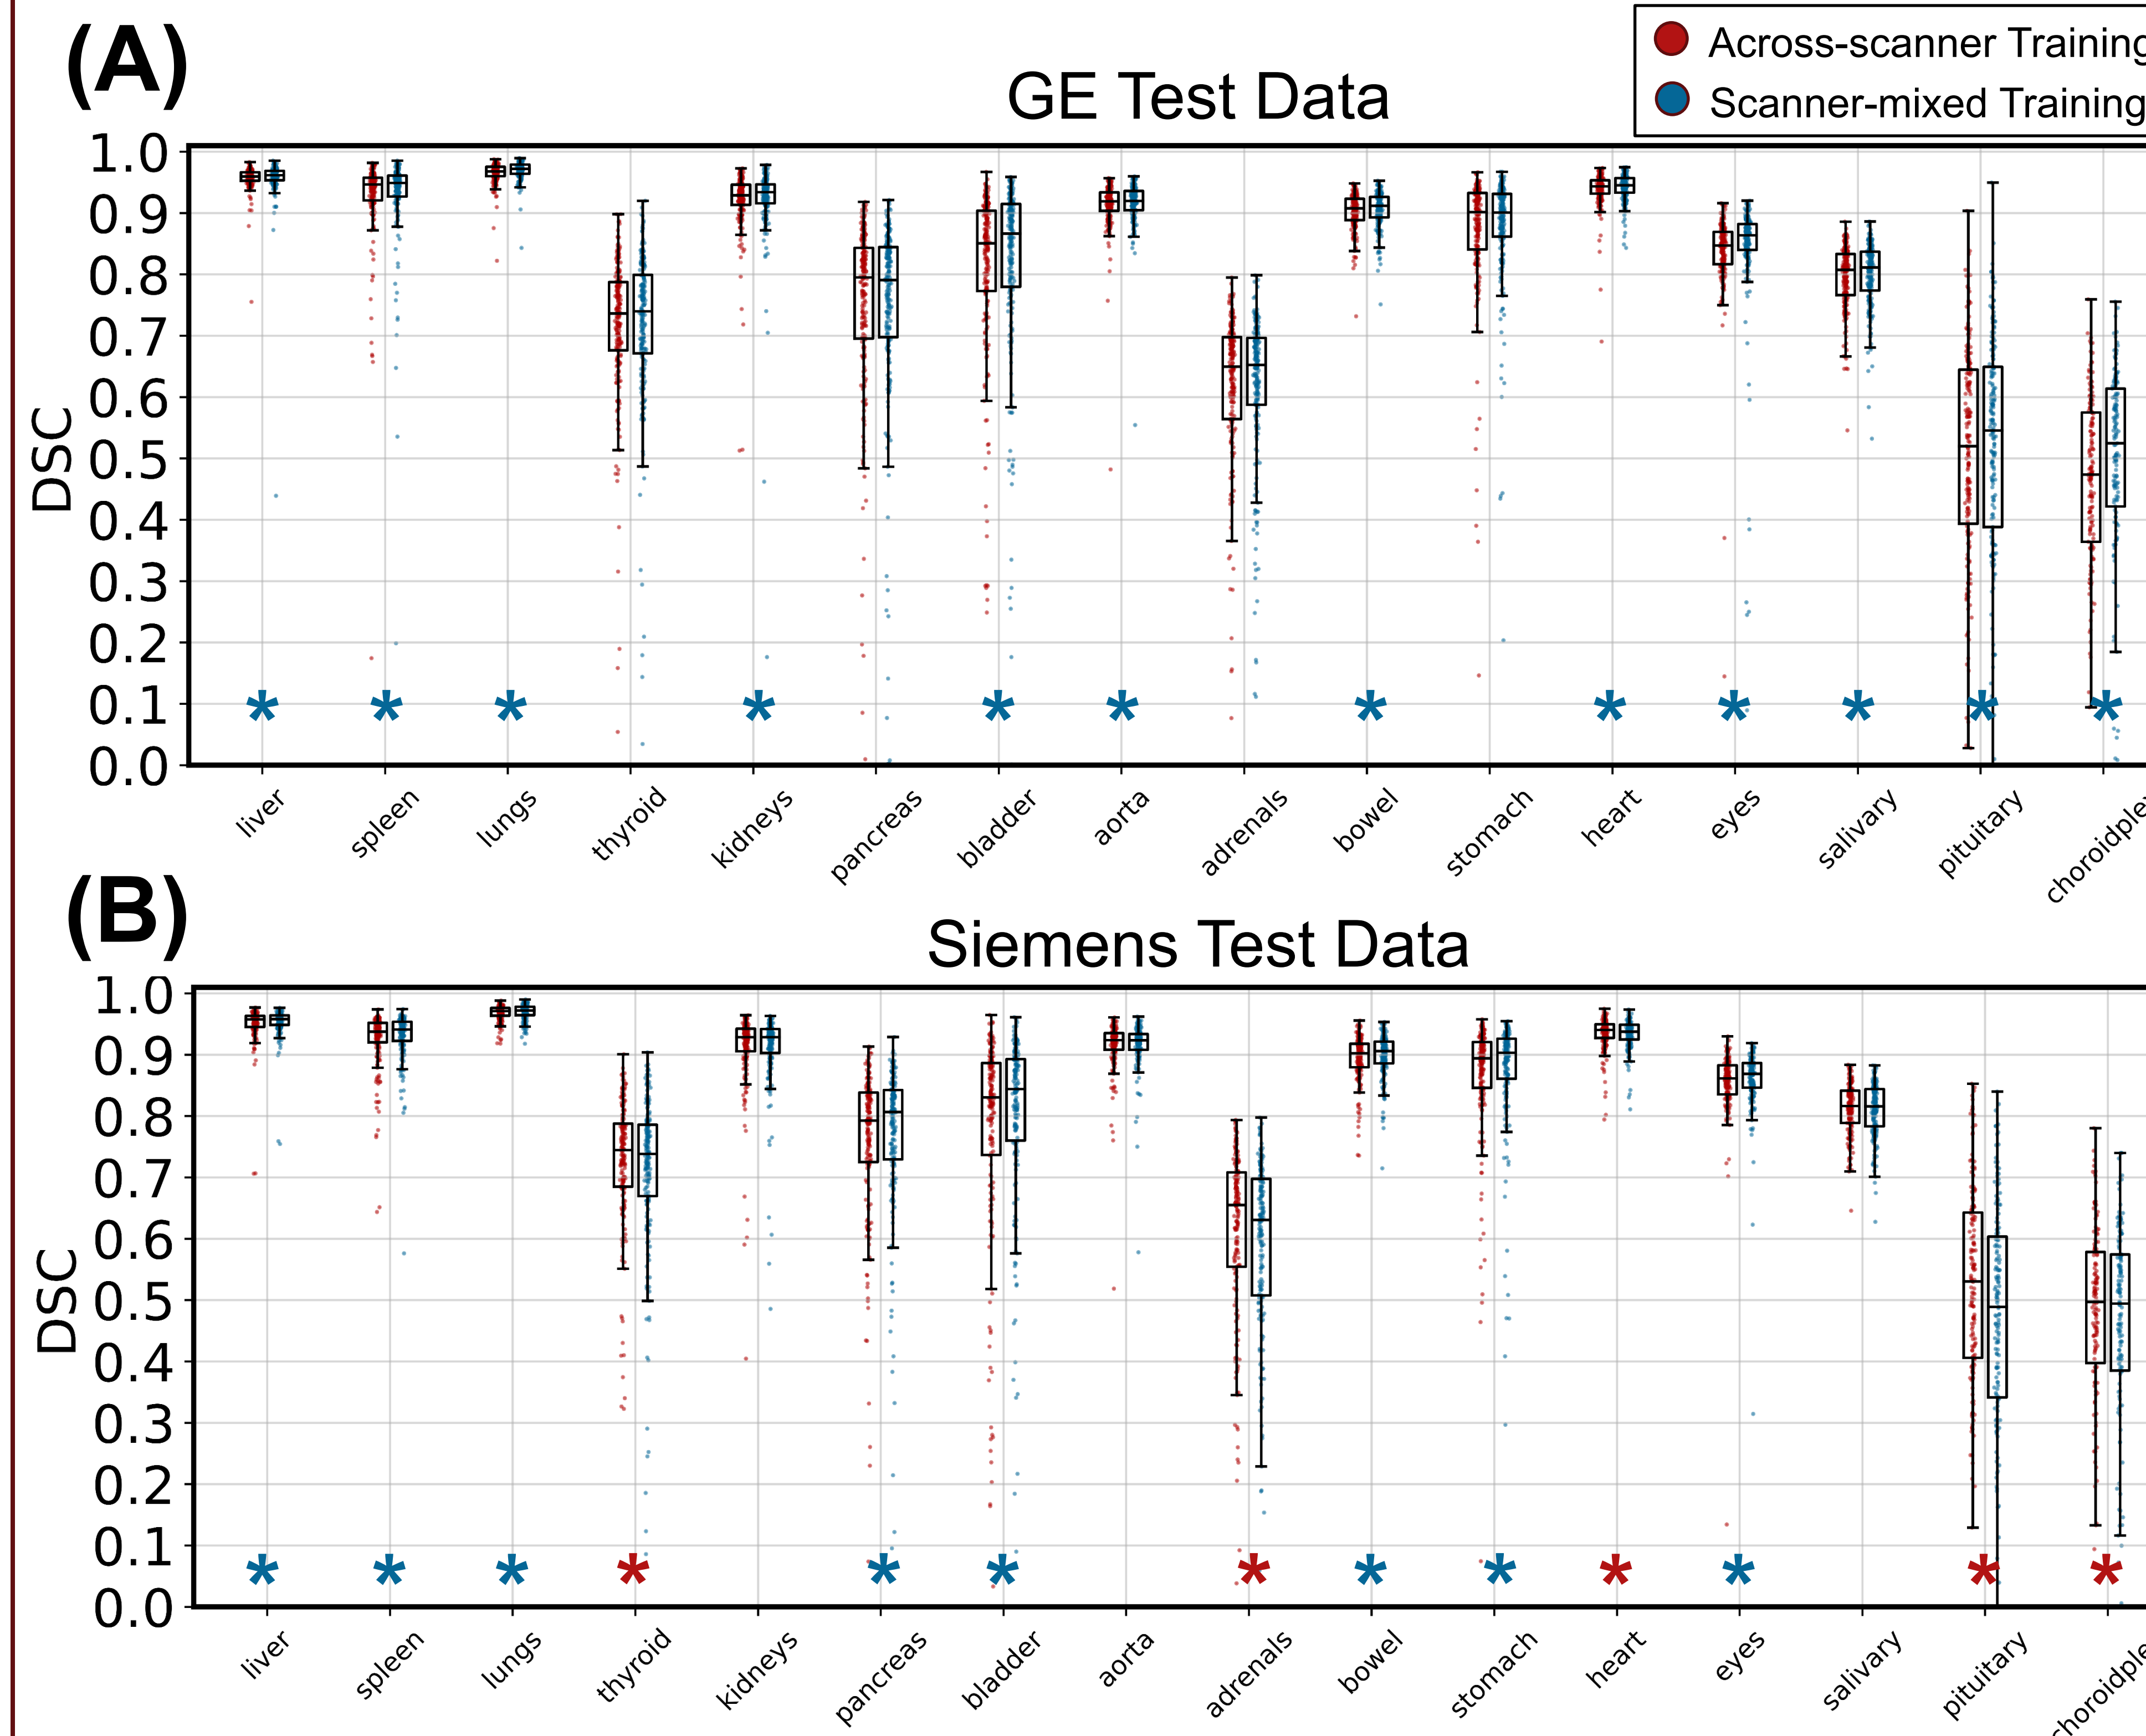 (A)
Across-scanner Training
Scanner-mixed Training
GE Test Data
DSC
1.0
0.9
0.8
0.7
0.6
0.5
0.4
0.3
0.2
0.1
0.0
* * * * * * * * * * * *
liver spleen lungs thyroid kidneys pancreas bladder aorta adrenals bowel stomach heart eyes salivary pituitary
(B)
Siemens Test Data
DSC
1.0
0.9
0.8
0.7
0.6
0.5
0.4
0.3
0.2
0.1
0.0
* * * * * * * * * * * * *
liver spleen lungs thyroid kidneys pancreas bladder aorta adrenals bowel stomach heart eyes salivary pituitary